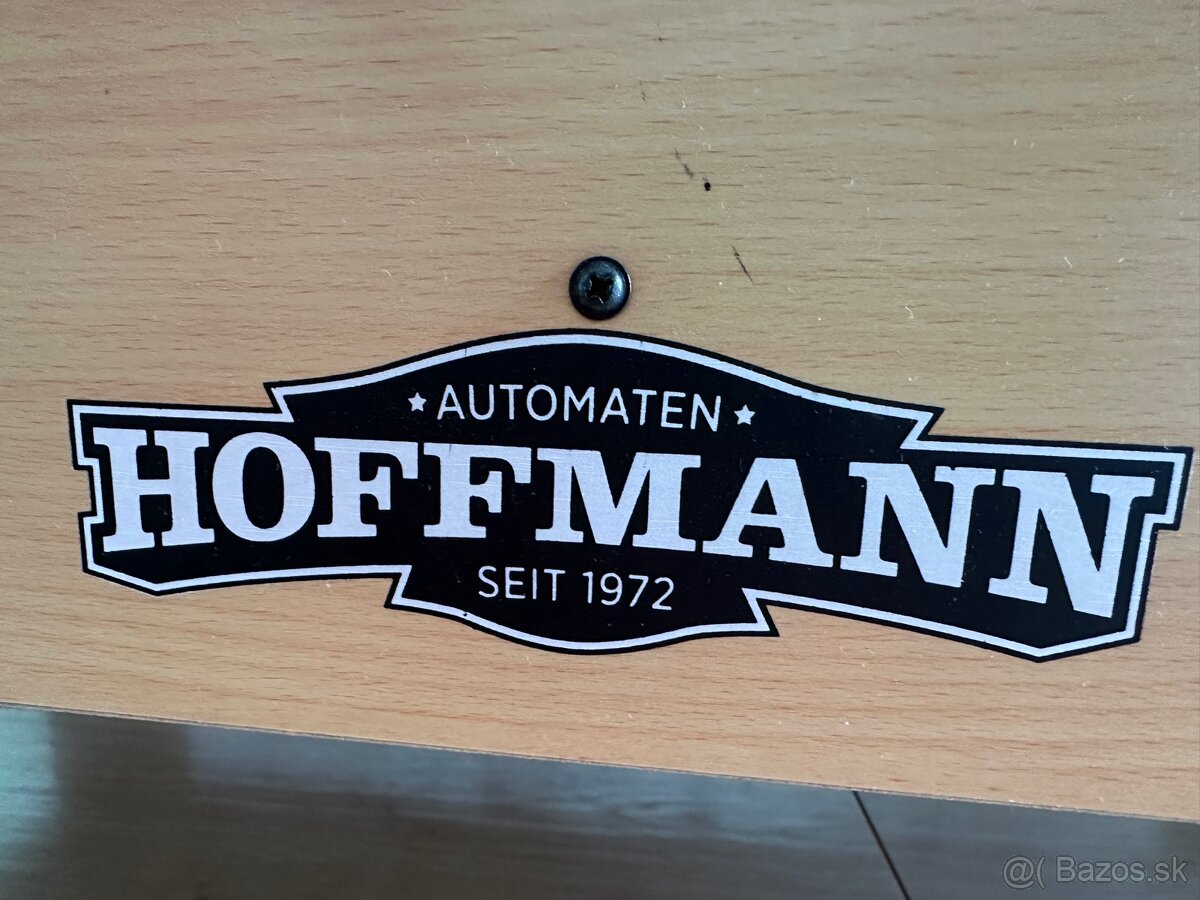 ★ AUTOMATEN ★
HOFFMANN
SEIT 1972
@( Bazos.sk